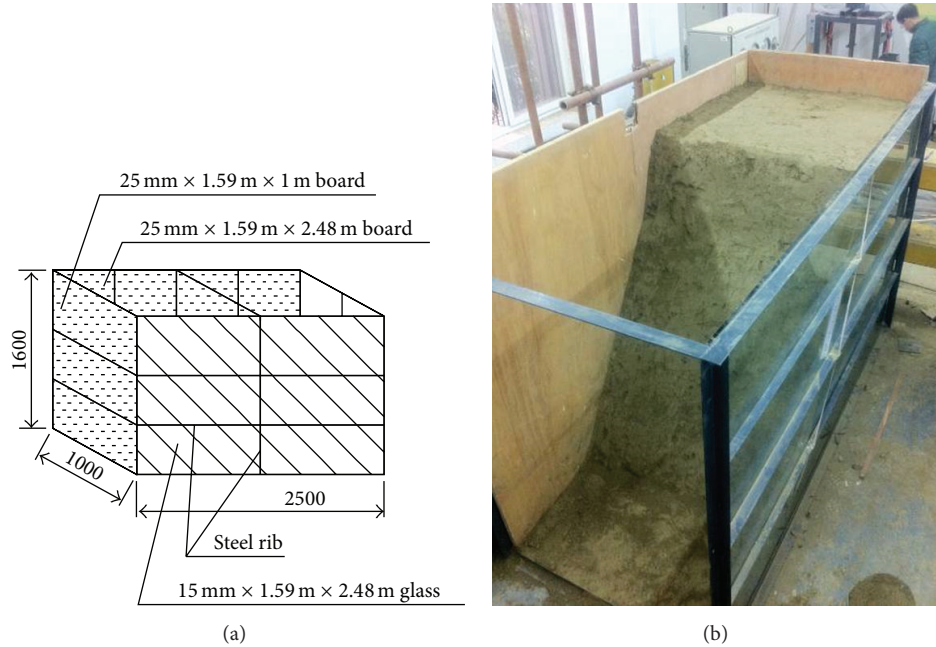 25 mm × 1.59 m × 1 m board
25 mm × 1.59 m × 2.48 m board
1600
1000
2500
Steel rib
15 mm × 1.59 m × 2.48 m glass
(a)
(b)